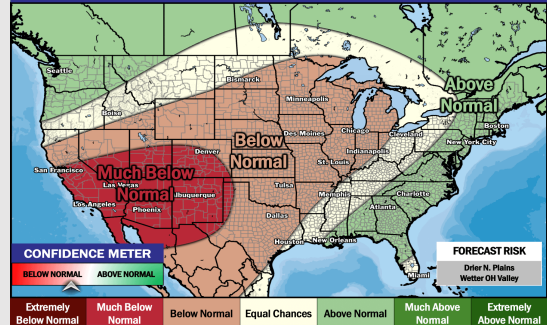 Seattle
Bismarck
Above
Normal
Minneapolis
Boise
Boston
Below
Normal
Des Moines
Chicago
Cleveland
New York City
Denver
Indianapolis
San Francisco
Much Below
Normal
St. Louis
Las Vegas
Albuquerque
Tulsa
Memphis
Charlotte
Los Angeles
Phoenix
Dallas
Atlanta
Houston
New Orleans
CONFIDENCE METER
BELOW NORMAL
ABOVE NORMAL
FORECAST RISK
Drier N. Plains
Wetter OH Valley
Miami
Extremely
Below Normal
Much Below
Normal
Below Normal
Equal Chances
Above Normal
Much Above
Normal
Extremely
Above Normal